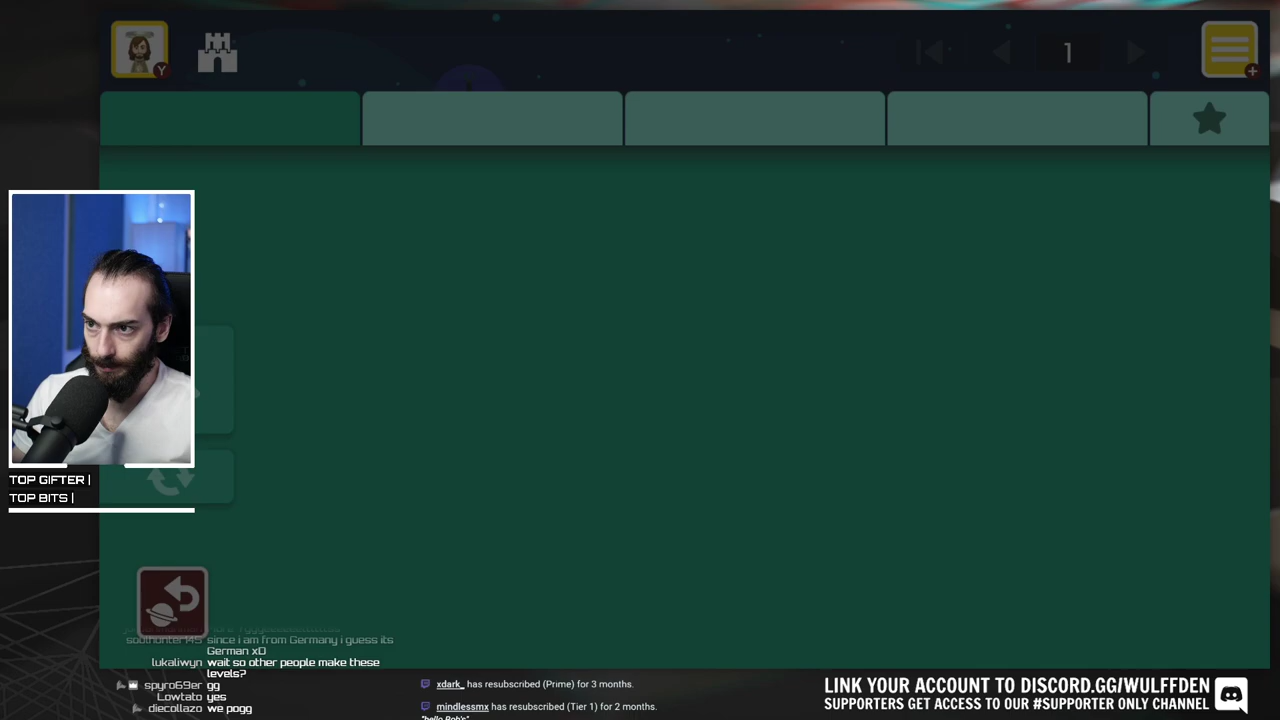 Y
1
TOP GIFTER |
TOP BITS |
southunter145 since i am from Germany i guess its
German xD
lukaliwyn wait so other people make these
levels?
spyro69er gg
Lowtatb yes
diecollazo we pogg
xdark_ has resubscribed (Prime) for 3 months.
mindlessmx has resubscribed (Tier 1) for 2 months.
LINK YOUR ACCOUNT TO DISCORD.GG/WULFFDEN
SUPPORTERS GET ACCESS TO OUR #SUPPORTER ONLY CHANNEL